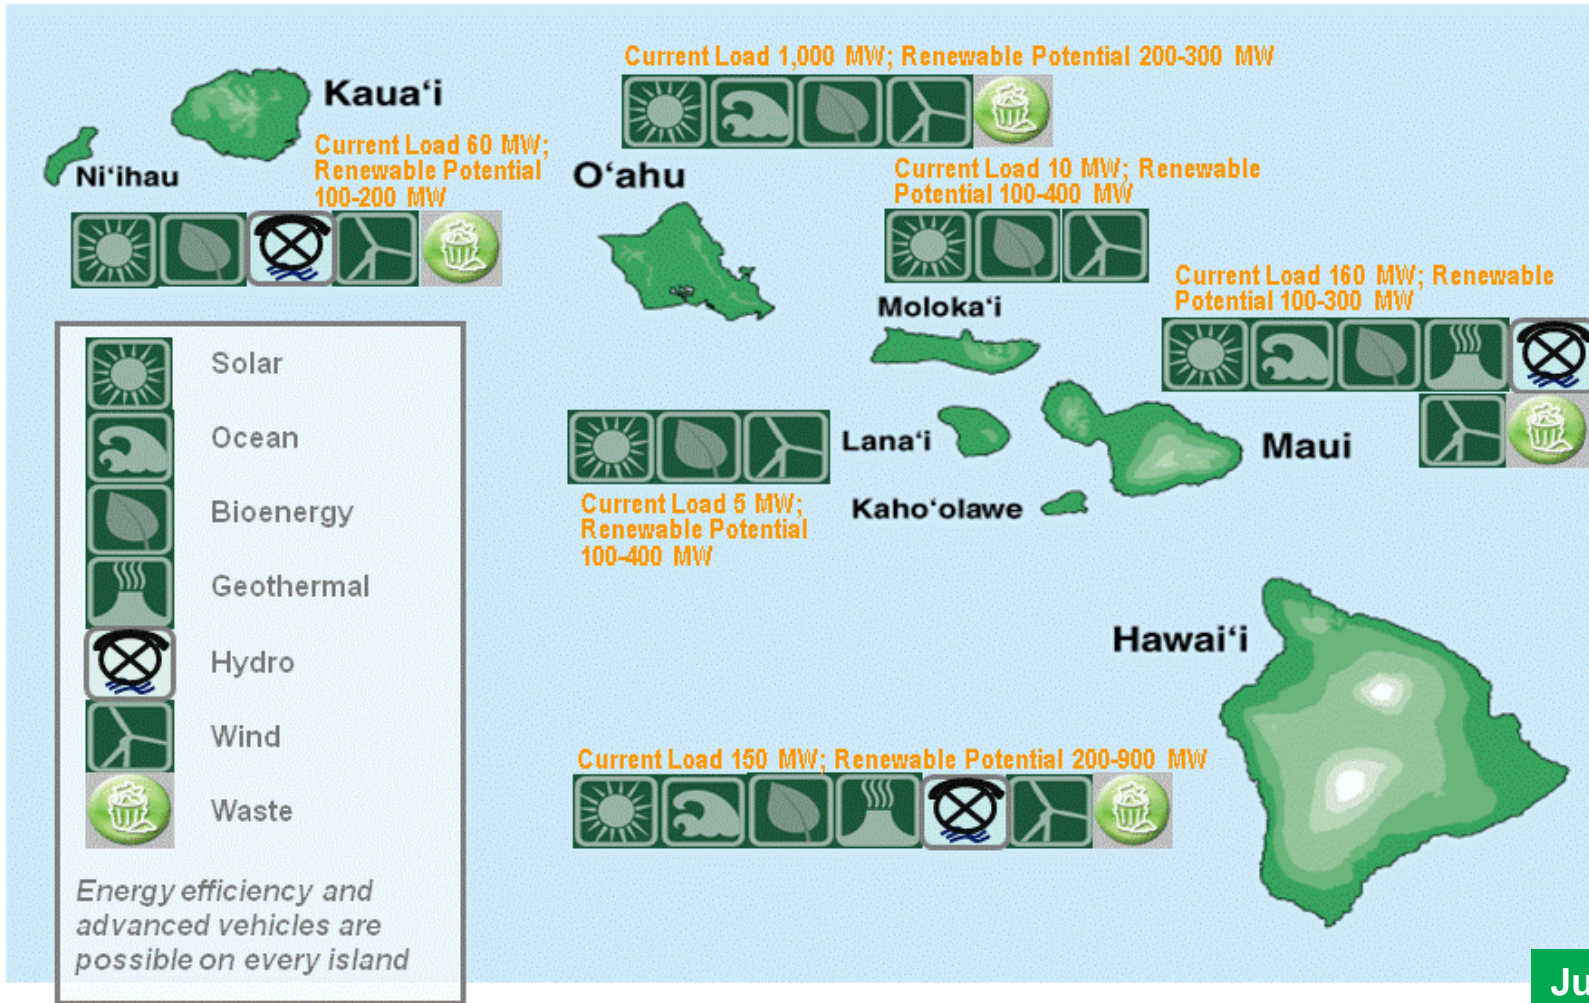 Current Load 1,000 MW; Renewable Potential 200-300 MW
Kaua‘i
Current Load 60 MW;
Renewable Potential
100-200 MW
Ni‘ihau
O‘ahu
Current Load 10 MW; Renewable
Potential 100-400 MW
Moloka‘i
Current Load 160 MW; Renewable
Potential 100-300 MW
Lana‘i
Maui
Current Load 5 MW;
Renewable Potential
100-400 MW
Kaho‘olawe
Hawai‘i
Current Load 150 MW; Renewable Potential 200-900 MW
Solar
Ocean
Bioenergy
Geothermal
Hydro
Wind
Waste
Energy efficiency and
advanced vehicles are
possible on every island
Ju